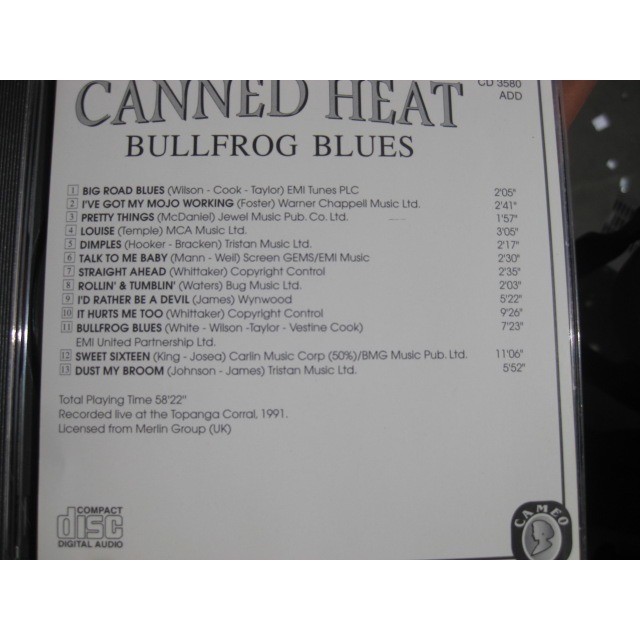 CANNED HEAT
CD 3580
ADD
BULLFROG BLUES
1 BIG ROAD BLUES (Wilson - Cook - Taylor) EMI Tunes PLC 2'05"
2 I'VE GOT MY MOJO WORKING (Foster) Warner Chappell Music Ltd. 2'41"
3 PRETTY THINGS (McDaniel) Jewel Music Pub. Co. Ltd. 1'57"
4 LOUISE (Temple) MCA Music Ltd. 3'05"
5 DIMPLES (Hooker - Bracken) Tristan Music Ltd. 2'17"
6 TALK TO ME BABY (Mann - Weil) Screen GEMS/EMI Music 2'30"
7 STRAIGHT AHEAD (Whittaker) Copyright Control 2'35"
8 ROLLIN' & TUMBLIN' (Waters) Bug Music Ltd. 2'03"
9 I'D RATHER BE A DEVIL (James) Wynwood 5'22"
10 IT HURTS ME TOO (Whittaker) Copyright Control 9'26"
11 BULLFROG BLUES (White - Wilson -Taylor - Vestine Cook) 7'23"
EMI United Partnership Ltd.
12 SWEET SIXTEEN (King - Josea) Carlin Music Corp (50%)/BMG Music Pub. Ltd. 11'06"
13 DUST MY BROOM (Johnson - James) Tristan Music Ltd. 5'52"
Total Playing Time 58'22"
Recorded live at the Topanga Corral, 1991.
Licensed from Merlin Group (UK)
COMPACT
disc
DIGITAL AUDIO
CAMEO